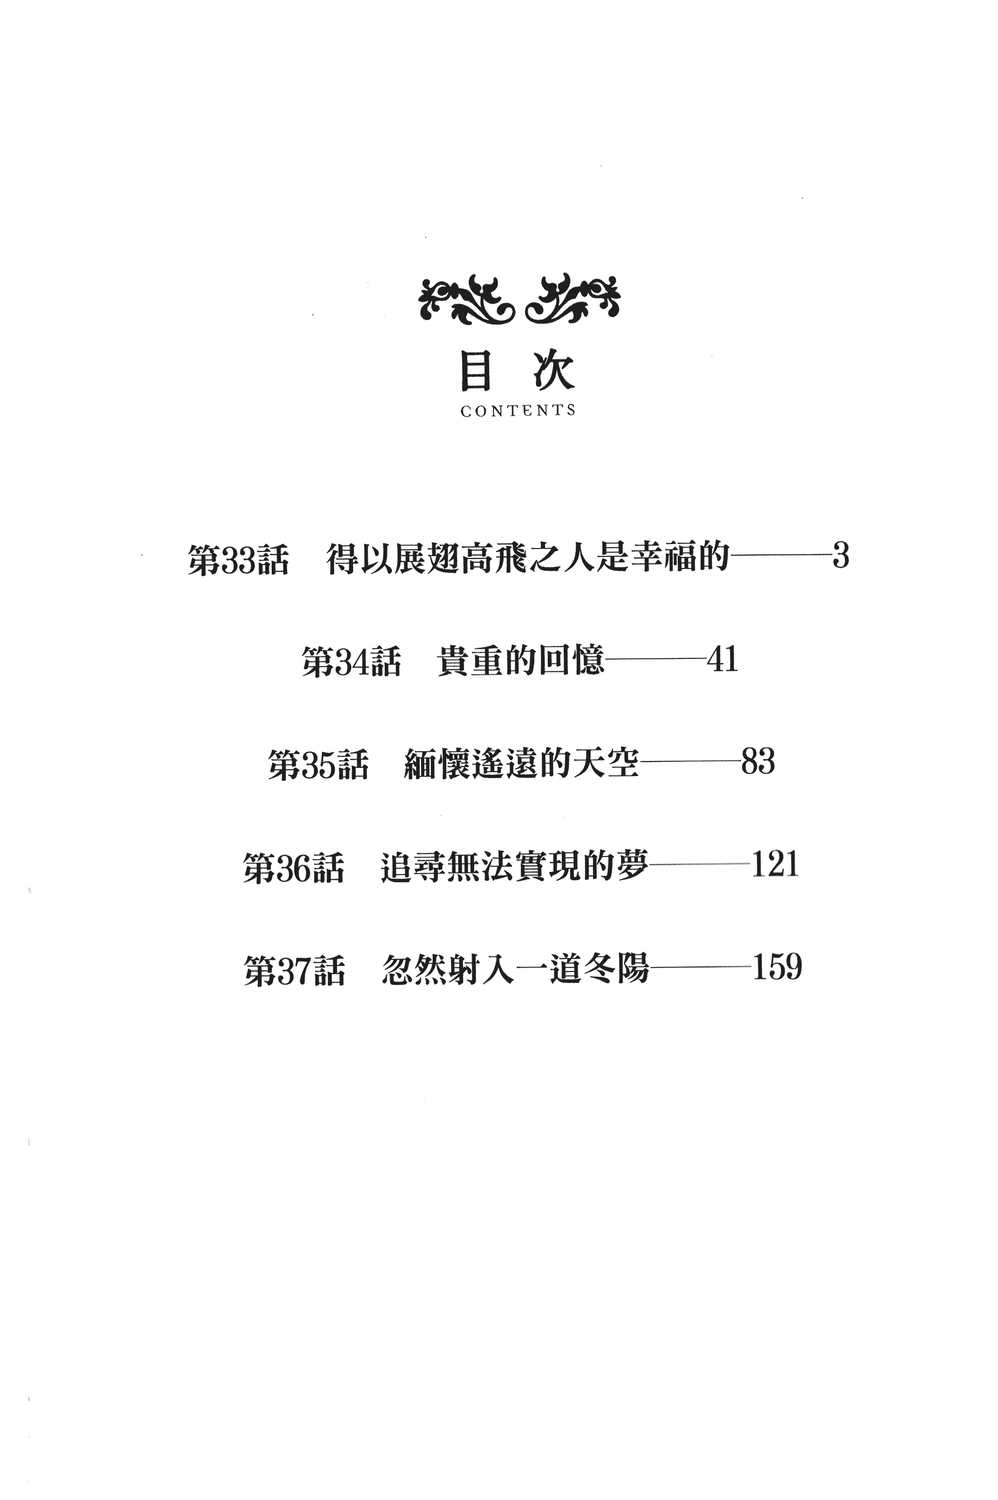 目次
CONTENTS
第33話　得以展翅高飛之人是幸福的———3
第34話　貴重的回憶———41
第35話　緬懷遙遠的天空———83
第36話　追尋無法實現的夢———121
第37話　忽然射入一道冬陽———159